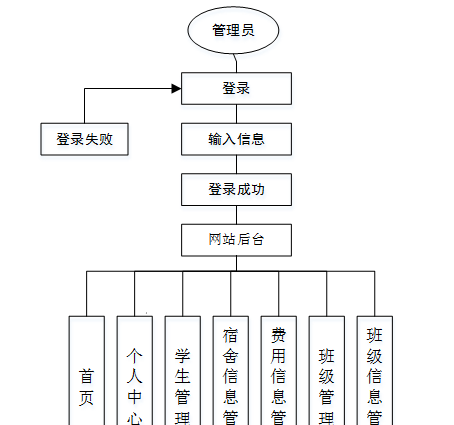 管理员
登录
登录失败
输入信息
登录成功
网站后台
首页
个人中心
学生管理
宿舍信息管
费用信息管
班级管理
班级信息管